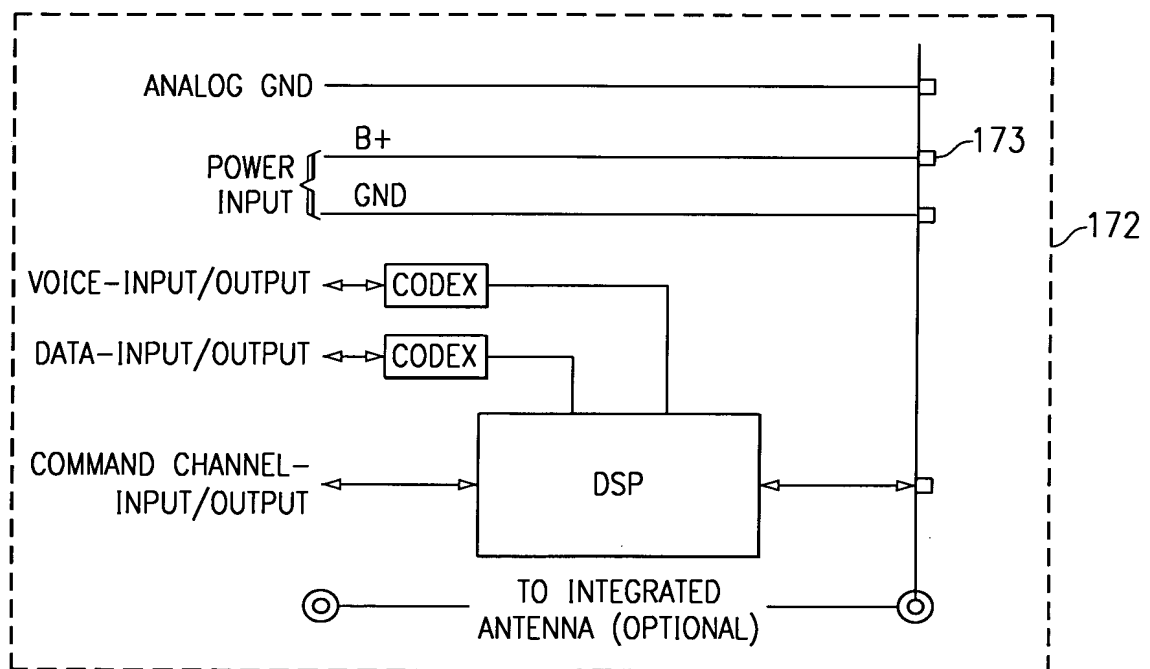 ANALOG GND
B+
173
POWER
INPUT
GND
172
VOICE-INPUT/OUTPUT
CODEX
DATA-INPUT/OUTPUT
CODEX
COMMAND CHANNEL-
INPUT/OUTPUT
DSP
TO INTEGRATED
ANTENNA (OPTIONAL)